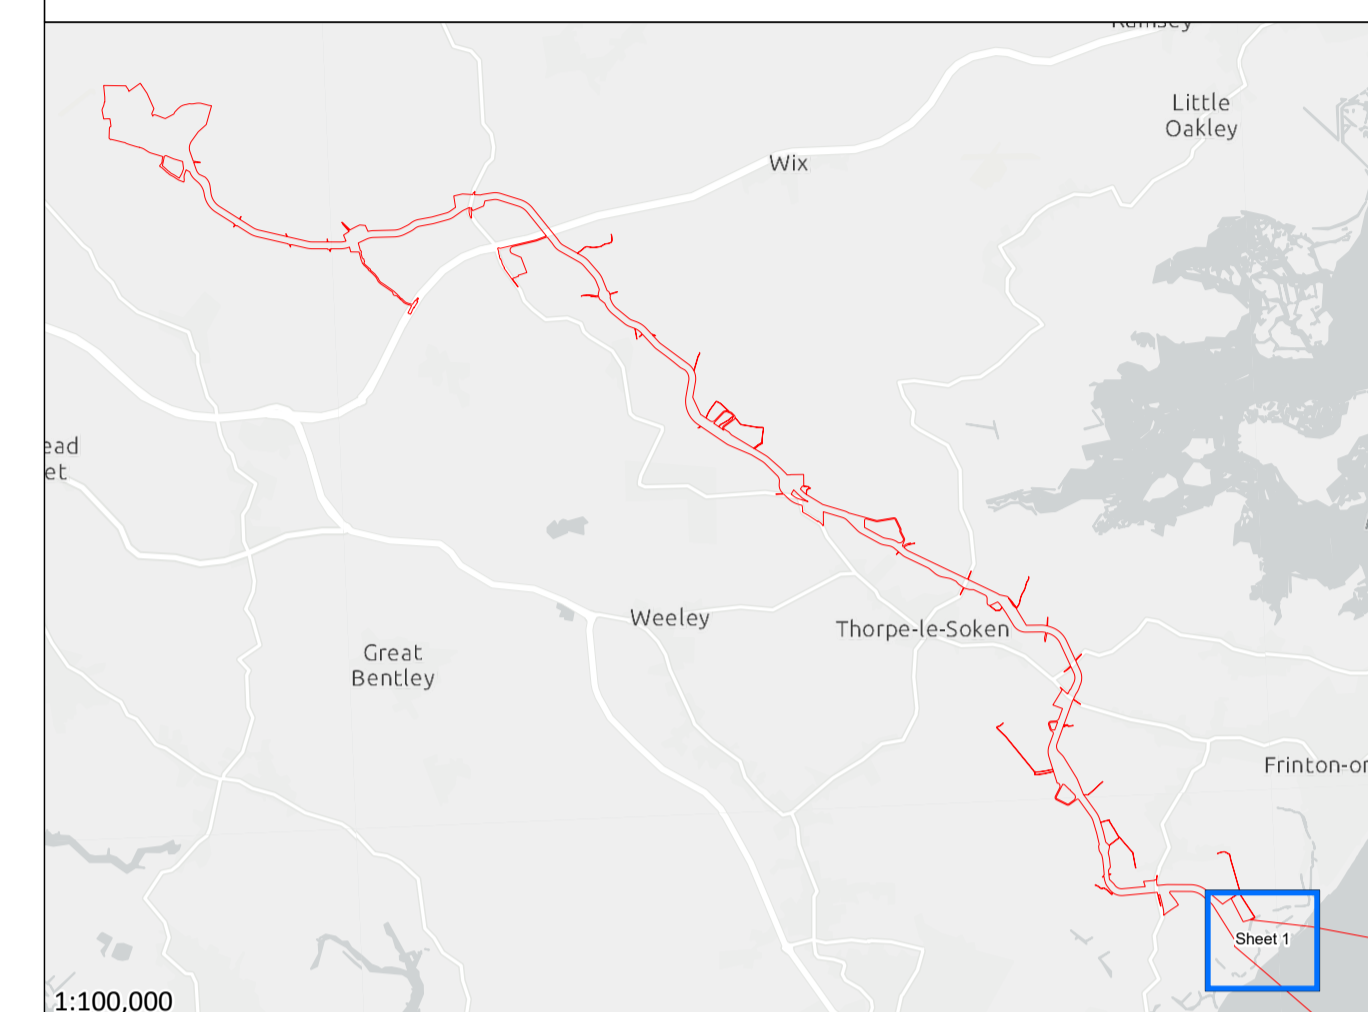 Little
Oakley
Wix
Weeley
Thorpe-le-Soken
Great
Bentley
Sheet 1
1:100,000